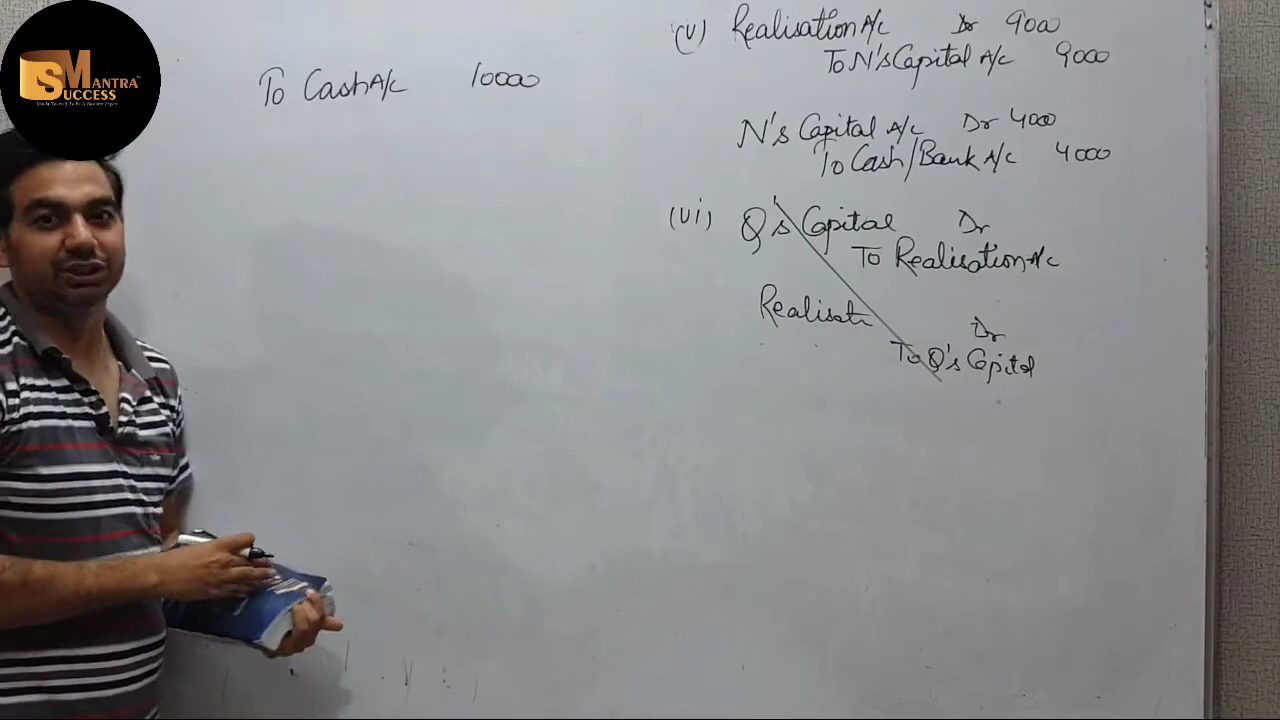 MANTRA
SUCCESS
To Cash A/c 10000
(v) Realisation A/c Dr 9000
To N's Capital A/c 9000
N's Capital A/c Dr 4000
To Cash/Bank A/c 4000
(vi) Q's Capital Dr
To Realisation A/c
Realisati Dr
To Q's Capital